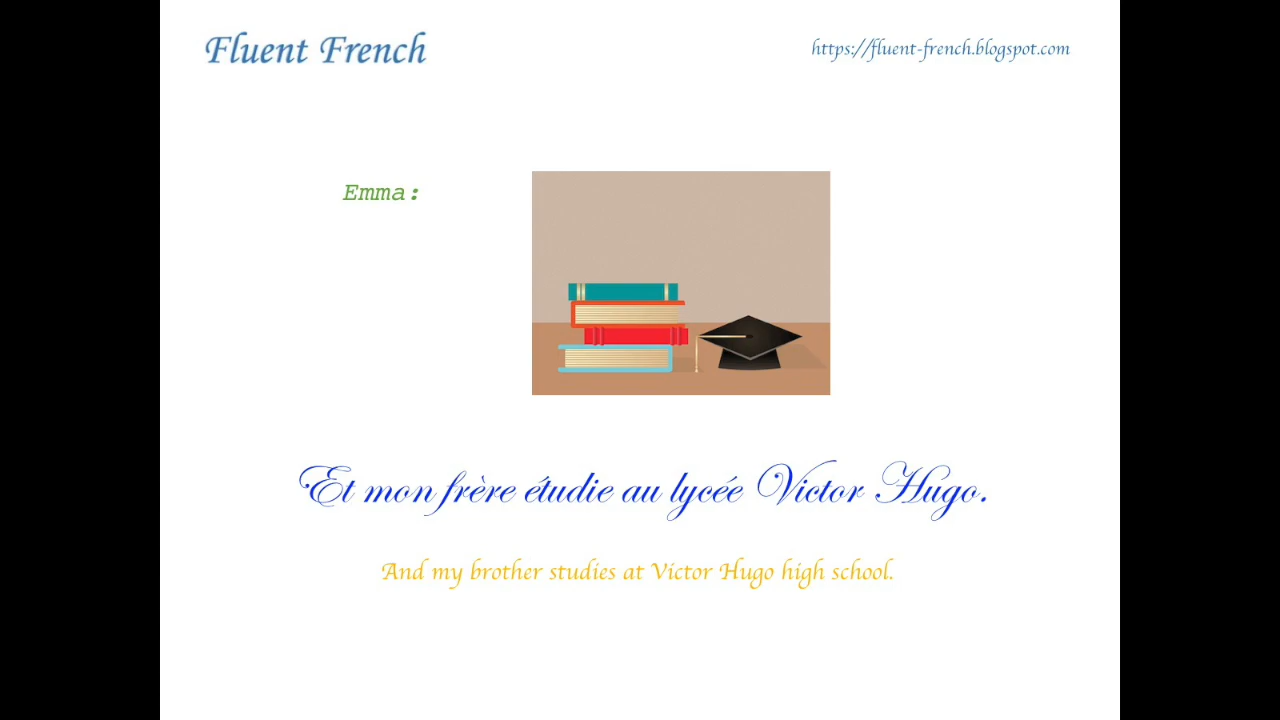 Fluent French
https://fluent-french.blogspot.com
Emma:
Et mon frère étudie au lycée Victor Hugo.
And my brother studies at Victor Hugo high school.